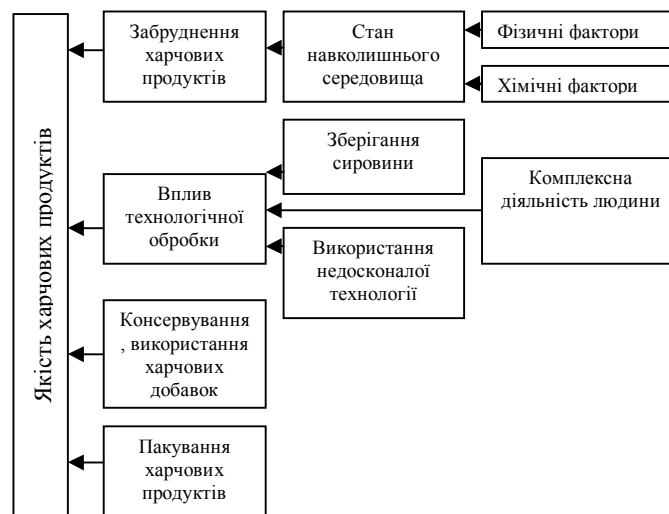 Якість харчових продуктів
Забруднення
харчових
продуктів
Стан
навколишнього
середовища
Фізичні фактори
Хімічні фактори
Зберігання
сировини
Вплив
технологічної
обробки
Комплексна
діяльність людини
Використання
недосконалої
технології
Консервування
, використання
харчових
добавок
Пакування
харчових
продуктів